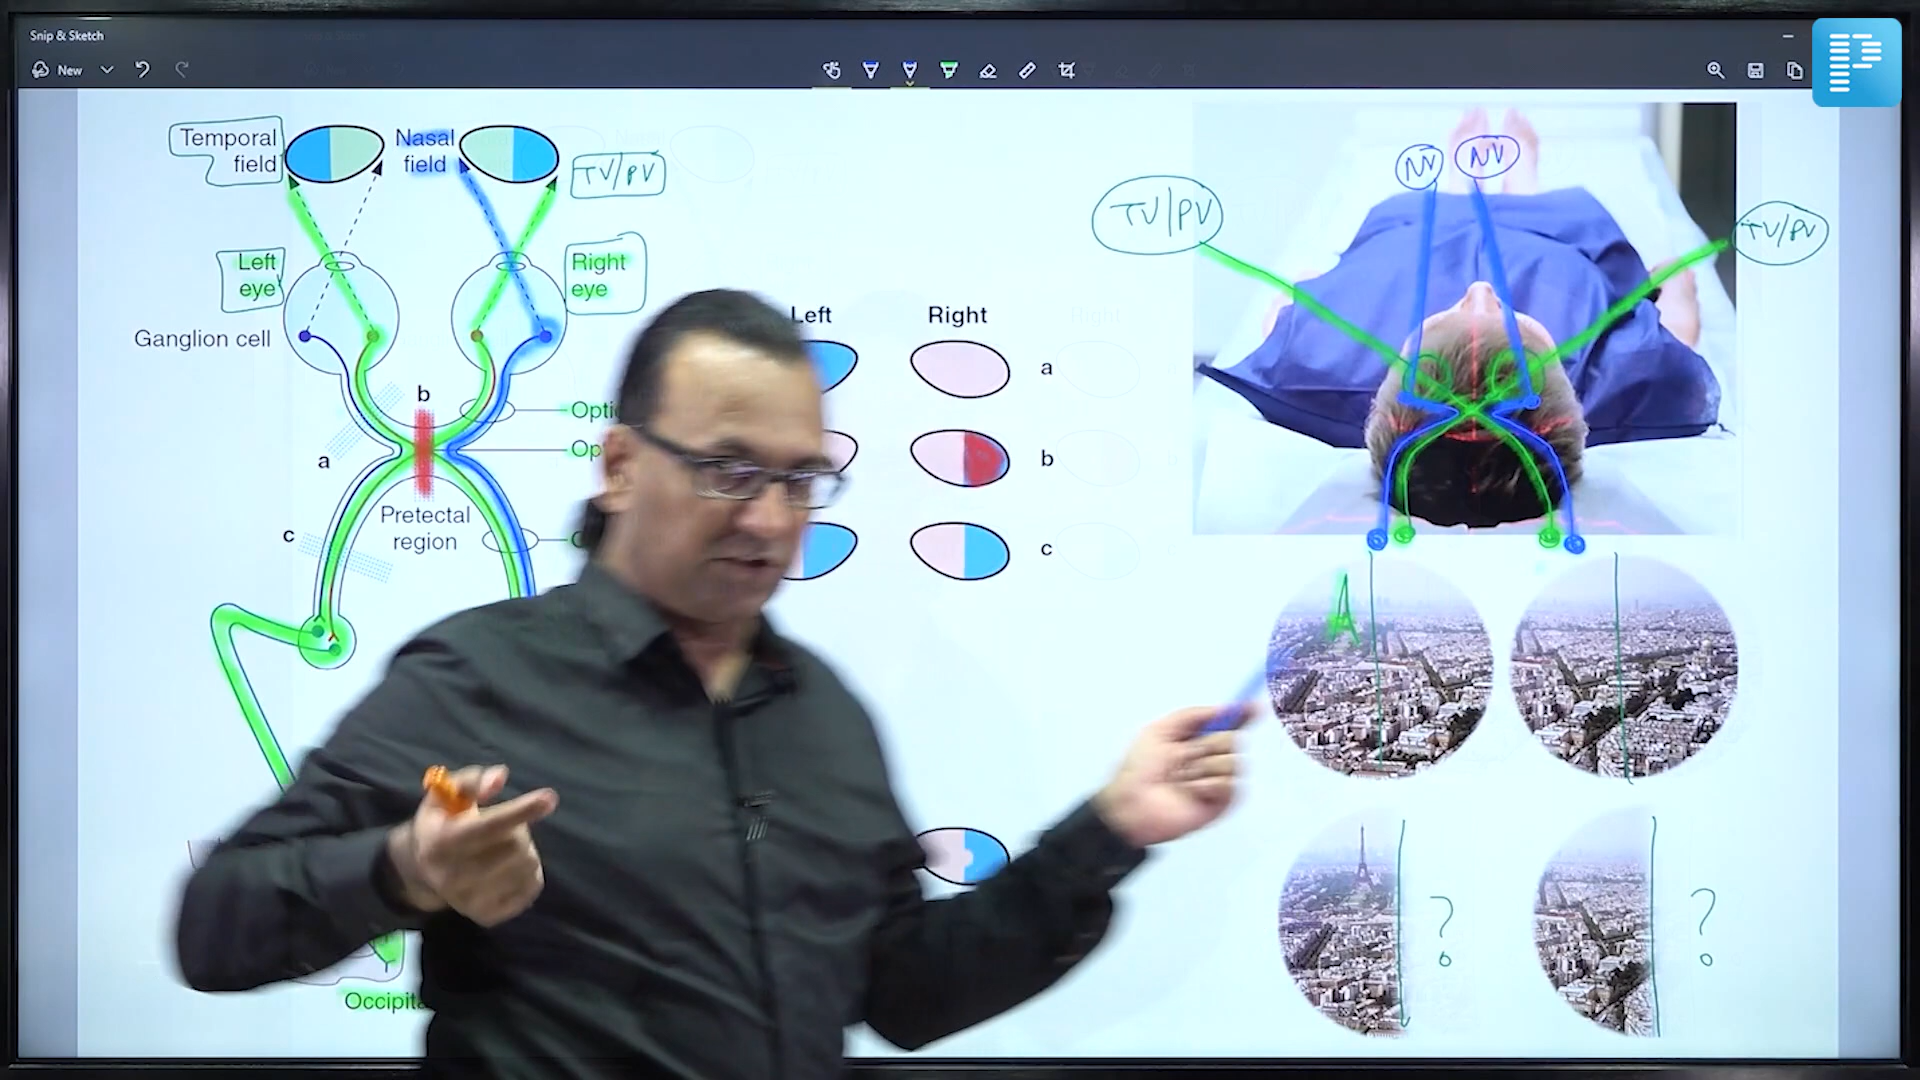 Snip & Sketch
New
Temporal
field
Nasal
field
TV/PV
Left
eye
Right
eye
Ganglion cell
b
a
c
Pretectal
region
Left
Right
a
b
c
NV
NV
TV/PV
TV/PV
?
?